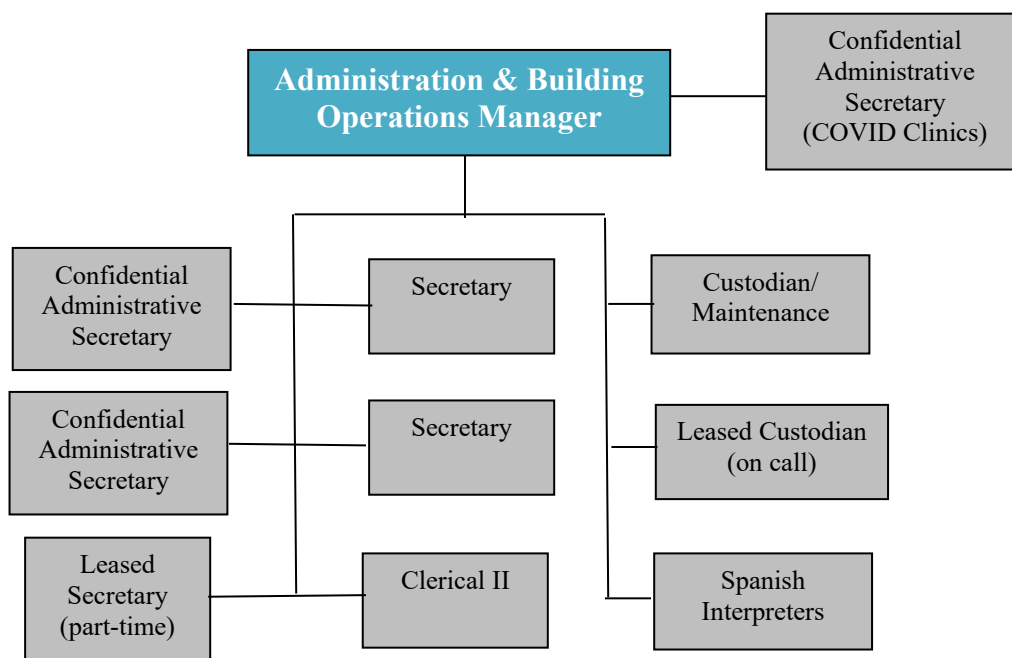 Administration & Building
Operations Manager
Confidential
Administrative
Secretary
(COVID Clinics)
Confidential
Administrative
Secretary
Secretary
Custodian/
Maintenance
Confidential
Administrative
Secretary
Secretary
Leased Custodian
(on call)
Leased
Secretary
(part-time)
Clerical II
Spanish
Interpreters